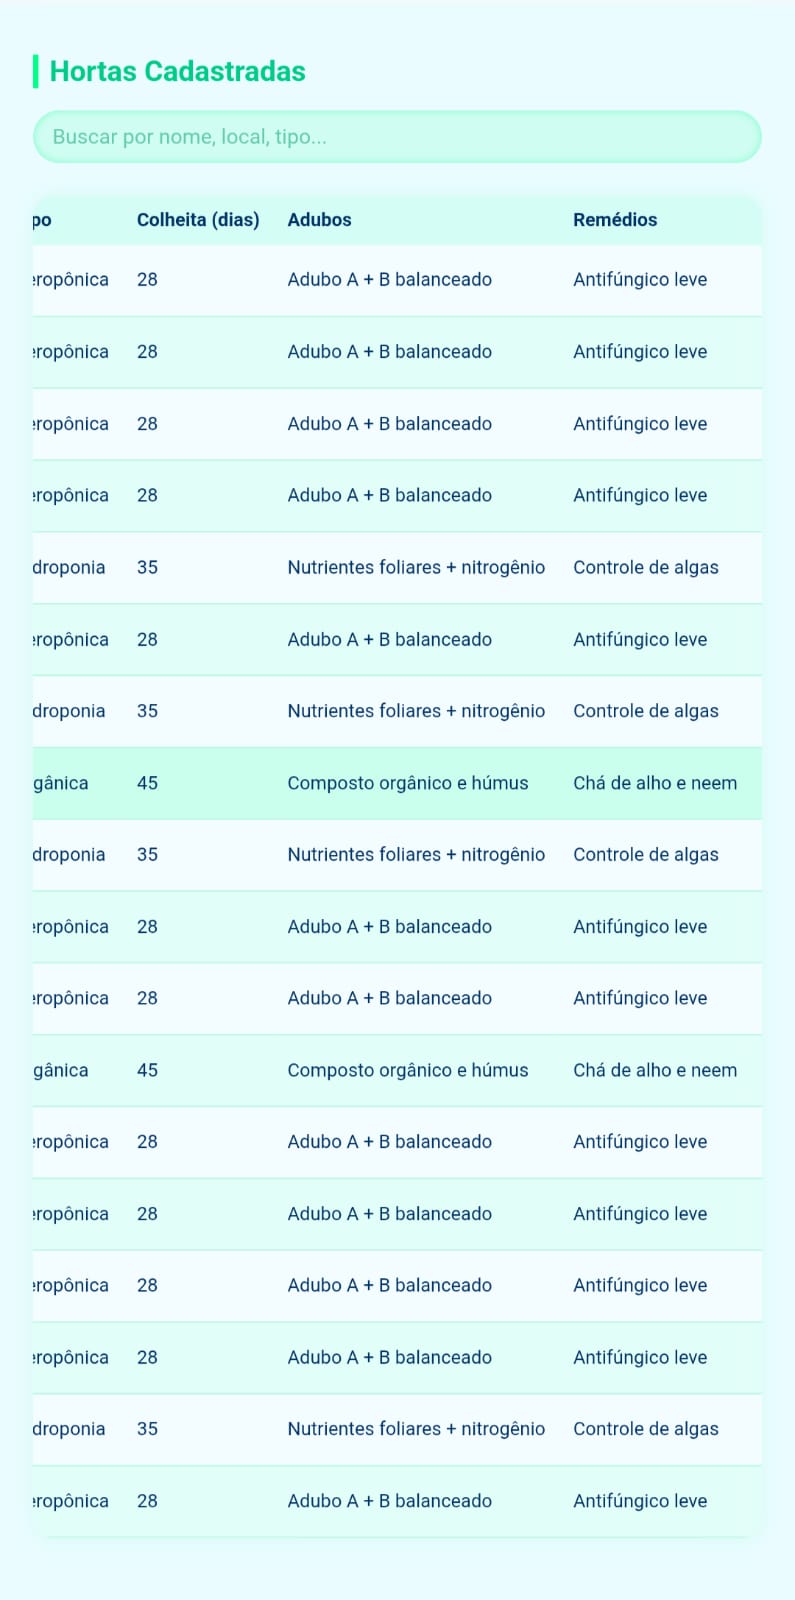 Hortas Cadastradas
Buscar por nome, local, tipo...
po Colheita (dias) Adubos Remédios
eropônica 28 Adubo A + B balanceado Antifúngico leve
eropônica 28 Adubo A + B balanceado Antifúngico leve
eropônica 28 Adubo A + B balanceado Antifúngico leve
eropônica 28 Adubo A + B balanceado Antifúngico leve
droponia 35 Nutrientes foliares + nitrogênio Controle de algas
eropônica 28 Adubo A + B balanceado Antifúngico leve
droponia 35 Nutrientes foliares + nitrogênio Controle de algas
gânica 45 Composto orgânico e húmus Chá de alho e neem
droponia 35 Nutrientes foliares + nitrogênio Controle de algas
eropônica 28 Adubo A + B balanceado Antifúngico leve
eropônica 28 Adubo A + B balanceado Antifúngico leve
gânica 45 Composto orgânico e húmus Chá de alho e neem
eropônica 28 Adubo A + B balanceado Antifúngico leve
eropônica 28 Adubo A + B balanceado Antifúngico leve
eropônica 28 Adubo A + B balanceado Antifúngico leve
eropônica 28 Adubo A + B balanceado Antifúngico leve
droponia 35 Nutrientes foliares + nitrogênio Controle de algas
eropônica 28 Adubo A + B balanceado Antifúngico leve